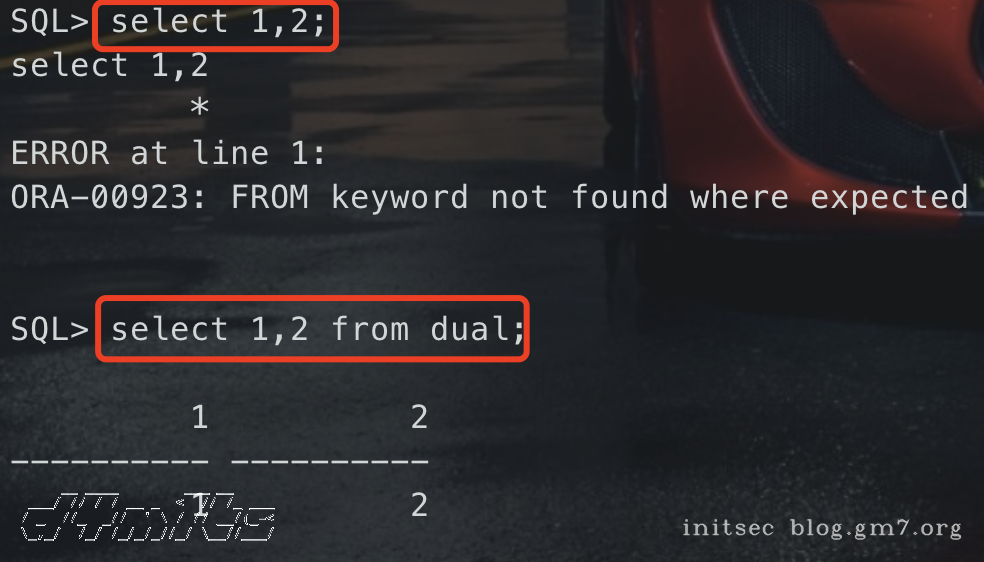 SQL> select 1,2;
select 1,2
         *
ERROR at line 1:
ORA-00923: FROM keyword not found where expected
SQL> select 1,2 from dual;
         1          2
---------- ----------
         1          2
d4m1ts
initsec blog.gm7.org